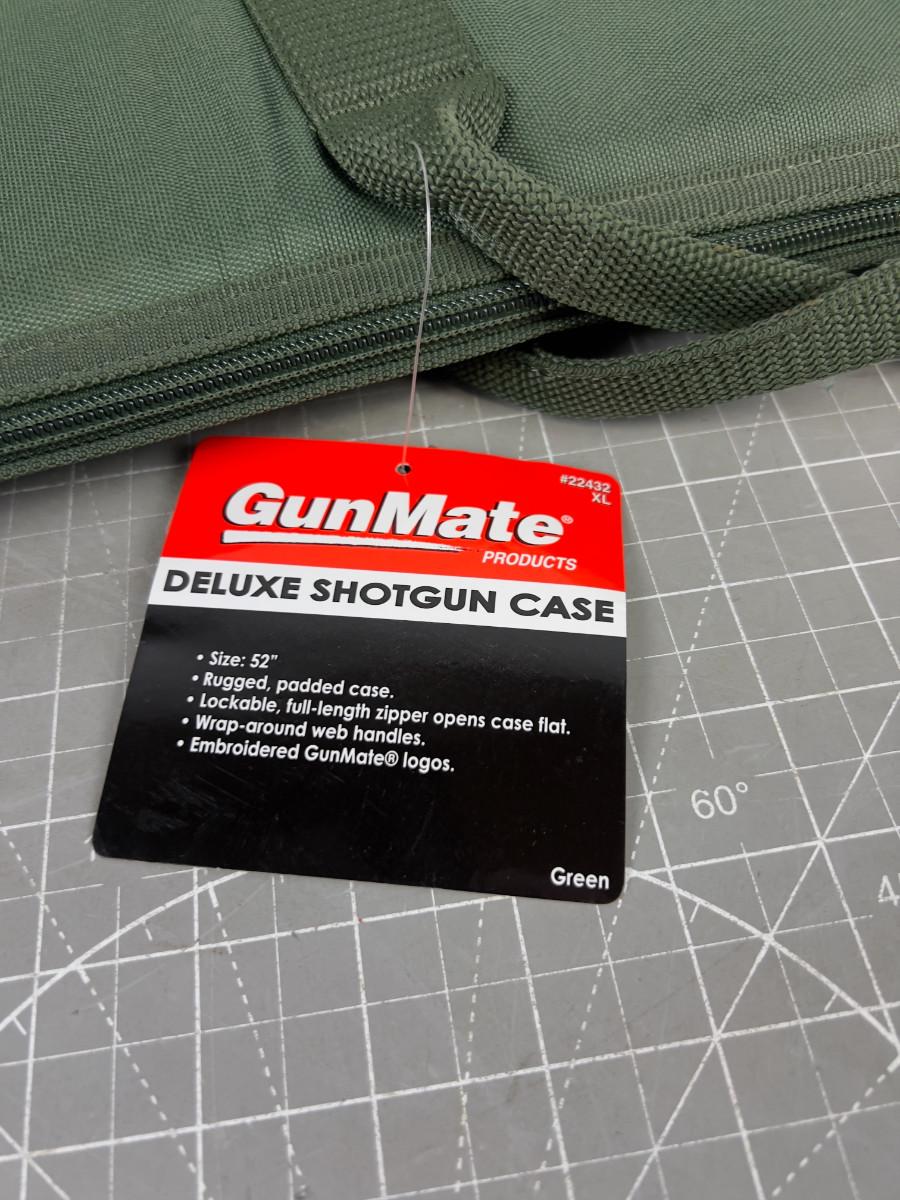 #22432
XL
GunMate®
PRODUCTS
DELUXE SHOTGUN CASE
• Size: 52"
• Rugged, padded case.
• Lockable, full-length zipper opens case flat.
• Wrap-around web handles.
• Embroidered GunMate® logos.
Green
60°